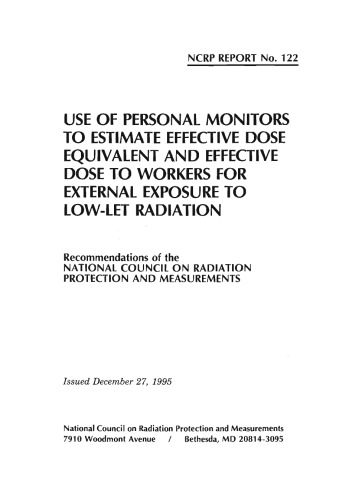 NCRP REPORT No. 122
USE OF PERSONAL MONITORS
TO ESTIMATE EFFECTIVE DOSE
EQUIVALENT AND EFFECTIVE
DOSE TO WORKERS FOR
EXTERNAL EXPOSURE TO
LOW-LET RADIATION
Recommendations of the
NATIONAL COUNCIL ON RADIATION
PROTECTION AND MEASUREMENTS
Issued December 27, 1995
National Council on Radiation Protection and Measurements
7910 Woodmont Avenue / Bethesda, MD 20814-3095